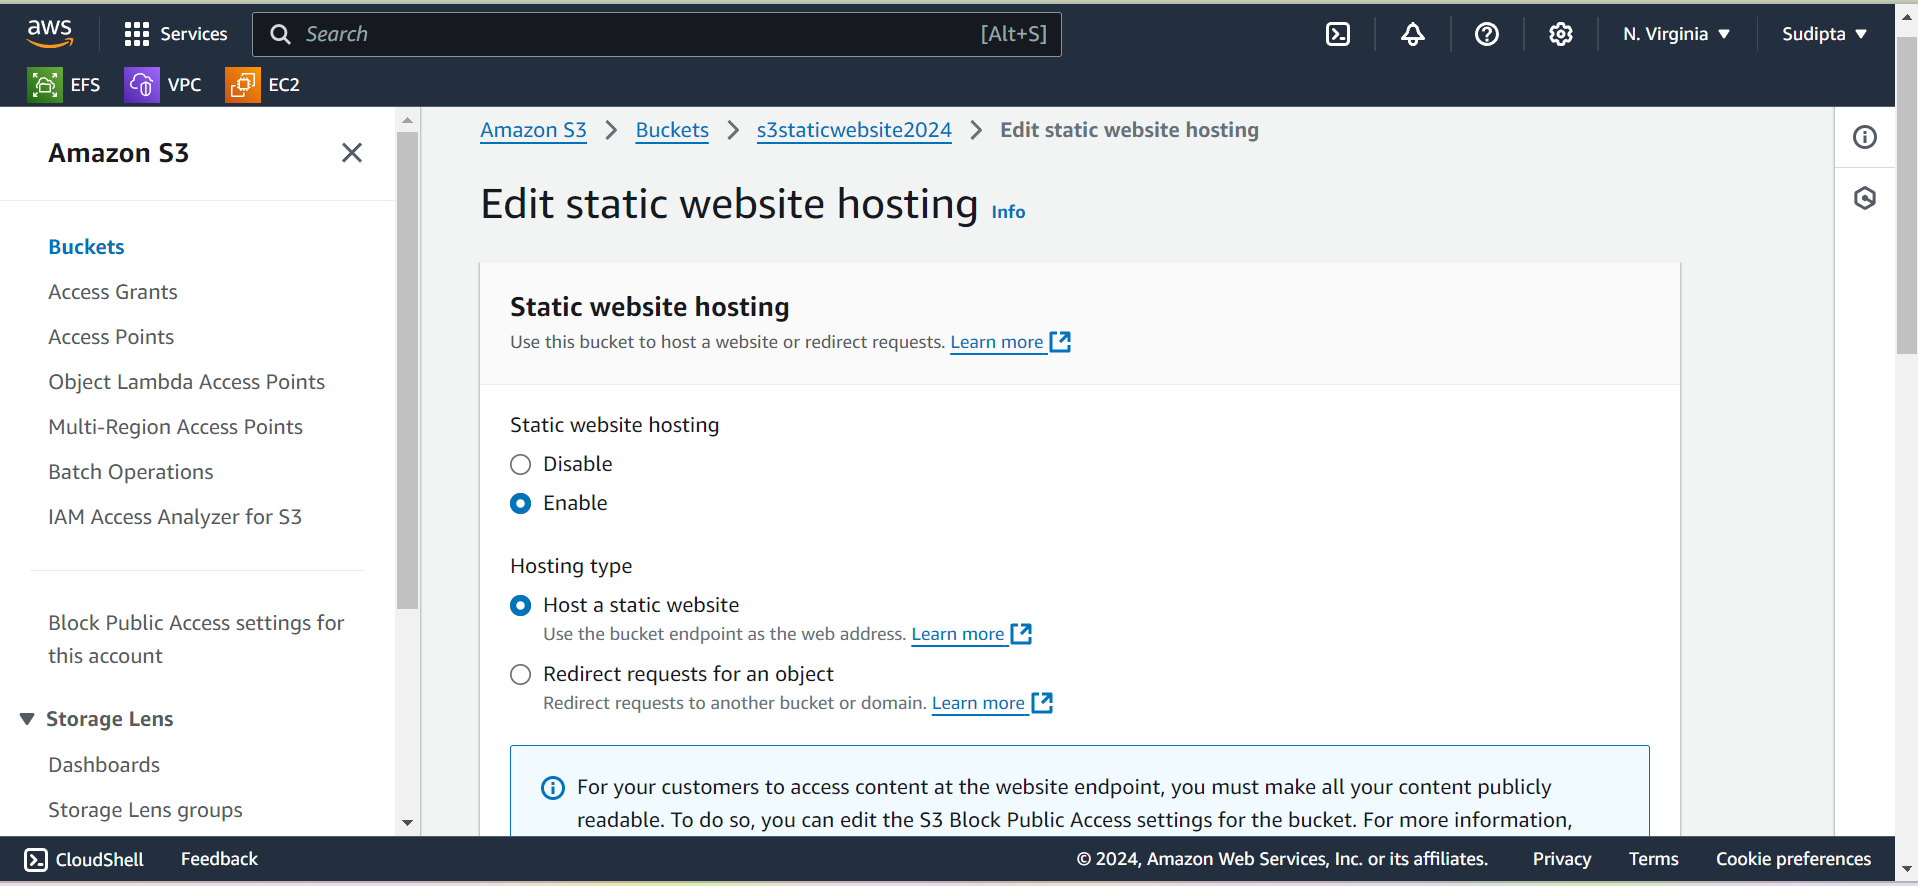 aws
Services
Search
[Alt+S]
N. Virginia
Sudipta
EFS
VPC
EC2
Amazon S3
Buckets
Access Grants
Access Points
Object Lambda Access Points
Multi-Region Access Points
Batch Operations
IAM Access Analyzer for S3
Block Public Access settings for
this account
Storage Lens
Dashboards
Storage Lens groups
Amazon S3 > Buckets > s3staticwebsite2024 > Edit static website hosting
Edit static website hosting Info
Static website hosting
Use this bucket to host a website or redirect requests. Learn more
Static website hosting
Disable
Enable
Hosting type
Host a static website
Use the bucket endpoint as the web address. Learn more
Redirect requests for an object
Redirect requests to another bucket or domain. Learn more
For your customers to access content at the website endpoint, you must make all your content publicly
readable. To do so, you can edit the S3 Block Public Access settings for the bucket. For more information,
CloudShell
Feedback
© 2024, Amazon Web Services, Inc. or its affiliates.
Privacy
Terms
Cookie preferences